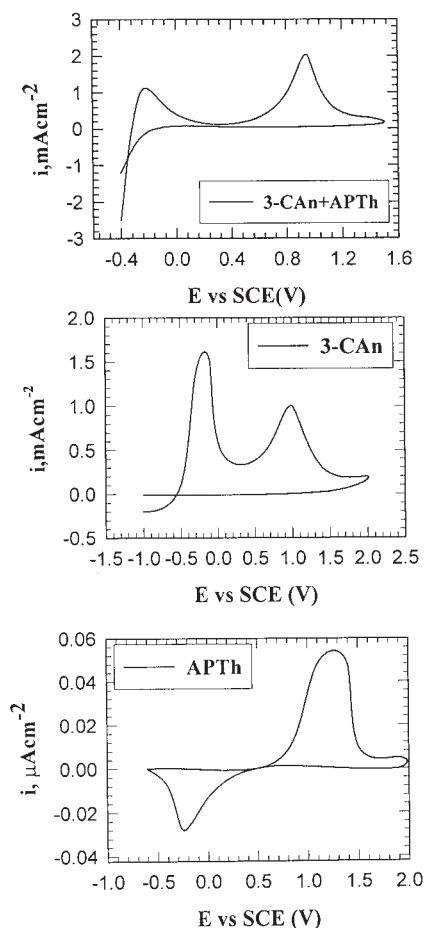 3
2
1
0
-1
-2
-3
i,mAcm-2
3-CAn+APTh
-0.4 0.0 0.4 0.8 1.2 1.6
E vs SCE(V)
2.0
1.5
1.0
0.5
0.0
-0.5
i,mAcm-2
3-CAn
-1.5 -1.0 -0.5 0.0 0.5 1.0 1.5 2.0 2.5
E vs SCE (V)
0.06
0.04
0.02
0.00
-0.02
-0.04
i, µAcm-2
APTh
-1.0 -0.5 0.0 0.5 1.0 1.5 2.0
E vs SCE (V)